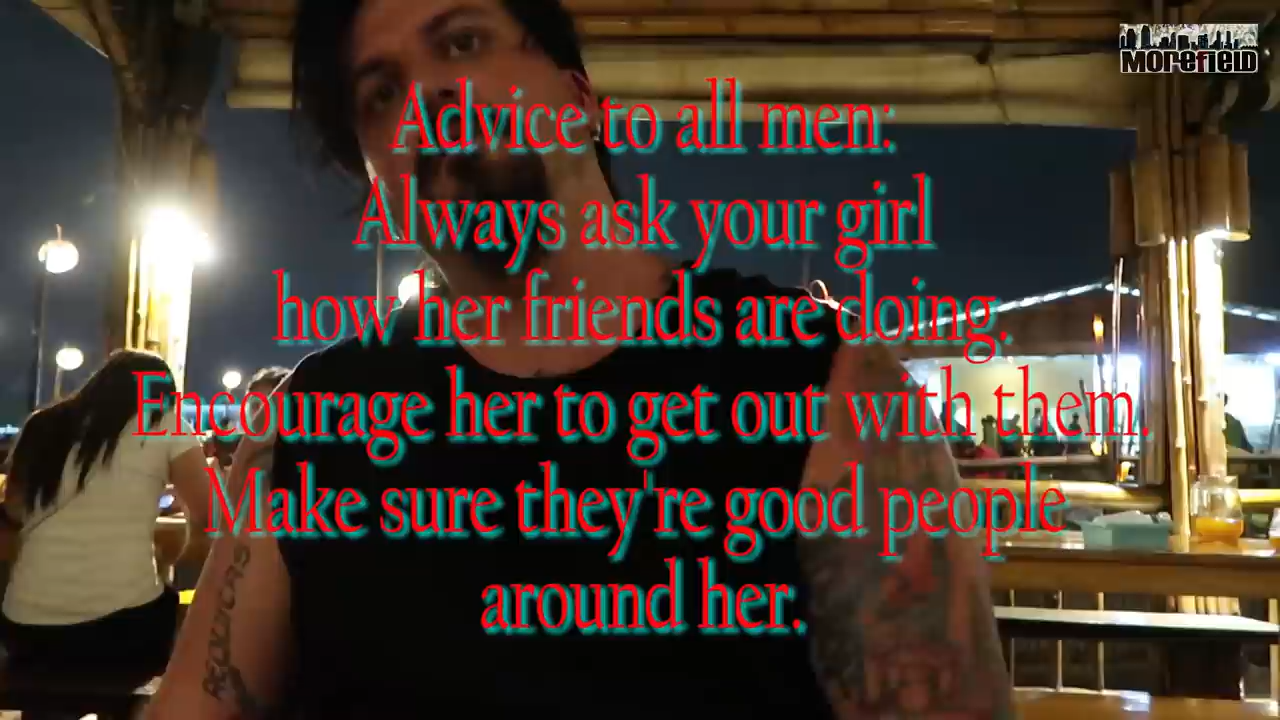 MOREFIELD
Advice to all men:
Always ask your girl
how her friends are doing.
Encourage her to get out with them.
Make sure they're good people
around her.